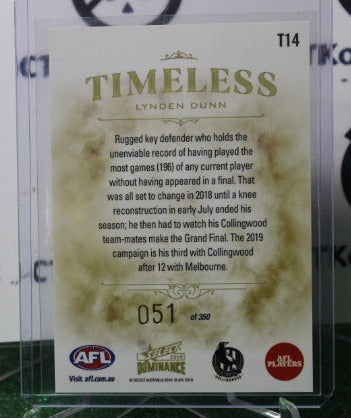 T14
TIMELESS
LYNDEN DUNN
Rugged key defender who holds the
unenviable record of having played the
most games (196) of any current player
without having appeared in a final. That
was all set to change in 2018 until a knee
reconstruction in early July ended his
season; he then had to watch his Collingwood
team-mates make the Grand Final. The 2019
campaign is his third with Collingwood
after 12 with Melbourne.
051 of 350
AFL
Visit afl.com.au
SELECT
2019
DOMINANCE
COLLINGWOOD
AFL
PLAYERS